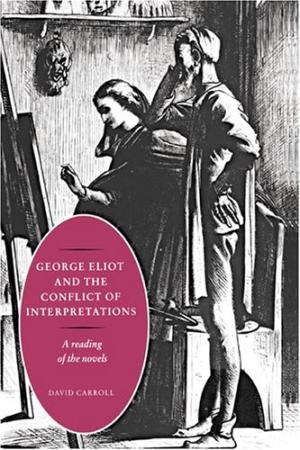 GEORGE ELIOT
AND THE
CONFLICT OF
INTERPRETATIONS
A reading
of the novels
DAVID CARROLL